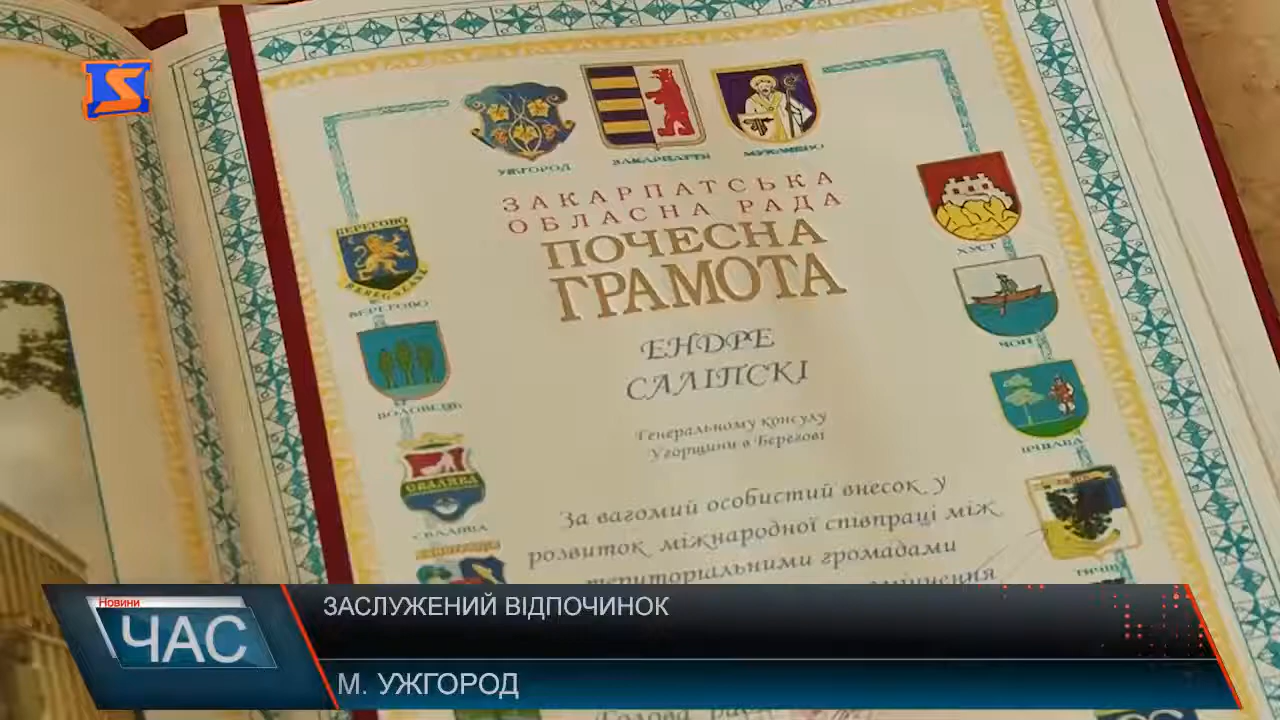 УЖГОРОД
ЗАКАРПАТТЯ
МУКАЧЕВО
ЗАКАРПАТСЬКА
ОБЛАСНА РАДА
ПОЧЕСНА
ГРАМОТА
БЕРЕГОВО
БЕРЕГОВО
ХУСТ
ЕНДРЕ
САЛІПСКІ
ЧОП
ВОЛОВЕЦЬ
Генеральному консулу
Угорщини в Берегові
ІРШАВА
СВАЛЯВА
СВАЛЯВА
За вагомий особистий внесок у
розвиток міжнародної співпраці між
територіальними громадами
Новини
ЧАС
ЗАСЛУЖЕНИЙ ВІДПОЧИНОК
М. УЖГОРОД
Голова